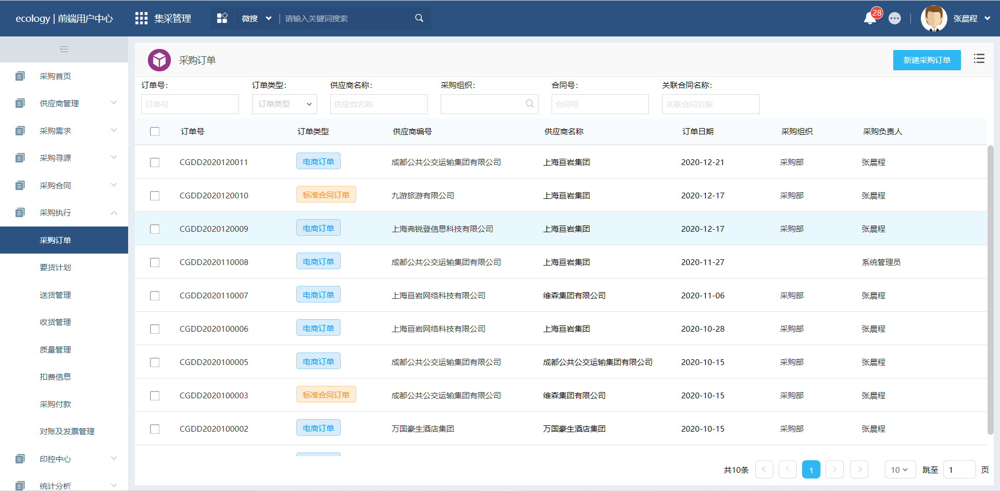 ecology | 前端用户中心
集采管理
微搜
请输入关键词搜索
28
张晨程
采购首页
供应商管理
采购需求
采购寻源
采购合同
采购执行
采购订单
要货计划
送货管理
收货管理
质量管理
扣费信息
采购付款
对账及发票管理
印控中心
统计分析
采购订单
新建采购订单
订单号: 订单类型: 供应商名称: 采购组织: 合同号: 关联合同名称:
订单号 订单类型 供应商名称 合同号 关联合同名称
订单号 订单类型 供应商编号 供应商名称 订单日期 采购组织 采购负责人
CGDD2020120011 电商订单 成都公共公交运输集团有限公司 上海亘岩集团 2020-12-21 采购部 张晨程
CGDD2020120010 标准合同订单 九游旅游有限公司 上海亘岩集团 2020-12-17 采购部 张晨程
CGDD2020120009 电商订单 上海弗锐登信息科技有限公司 上海亘岩集团 2020-12-17 采购部 张晨程
CGDD2020110008 电商订单 成都公共公交运输集团有限公司 上海亘岩集团 2020-11-27 系统管理员
CGDD2020110007 电商订单 上海亘岩网络科技有限公司 维森集团有限公司 2020-11-06 采购部 张晨程
CGDD2020100006 电商订单 上海亘岩网络科技有限公司 上海亘岩集团 2020-10-28 采购部 张晨程
CGDD2020100005 电商订单 成都公共公交运输集团有限公司 成都公共公交运输集团有限公司 2020-10-15 采购部 张晨程
CGDD2020100003 标准合同订单 成都公共公交运输集团有限公司 维森集团有限公司 2020-10-15 采购部 张晨程
CGDD2020100002 电商订单 万国豪生酒店集团 万国豪生酒店集团 2020-10-15 采购部 张晨程
共10条 1 10 跳至 1 页